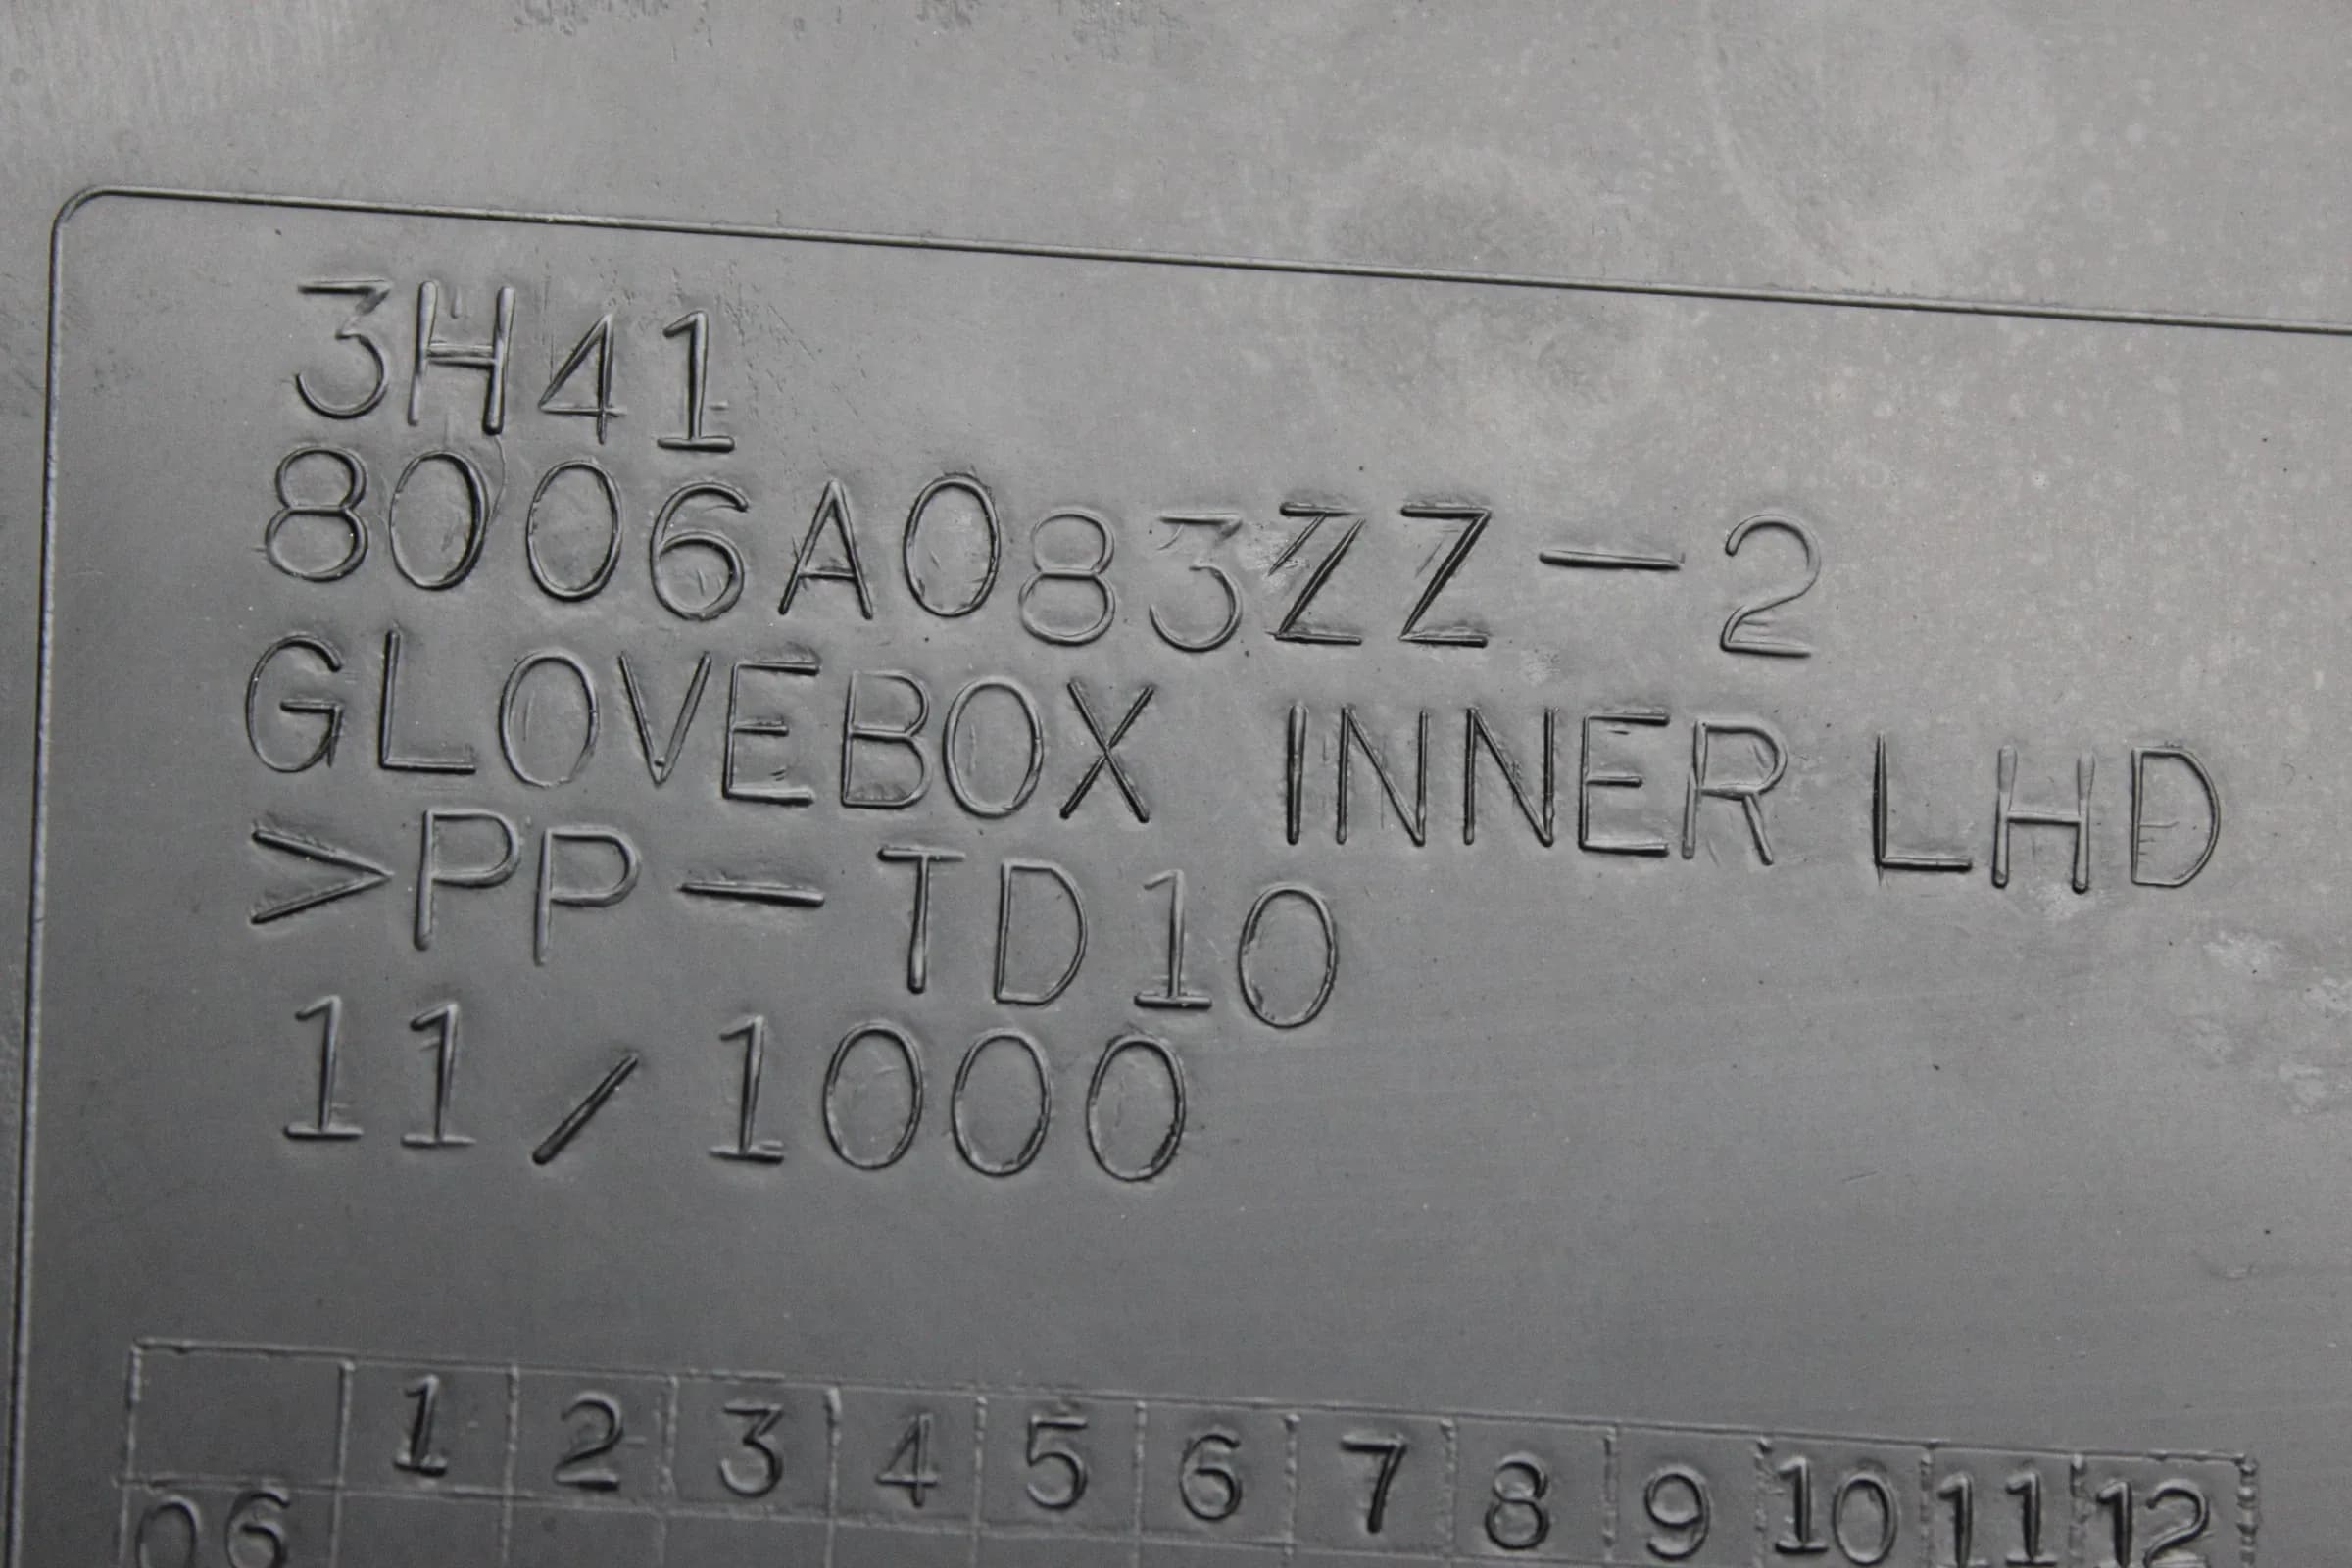 3H41
8006A083ZZ-2
GLOVEBOX INNER LHD
>PP-TD10
11/1000
1 2 3 4 5 6 7 8 9 10 11 12
06